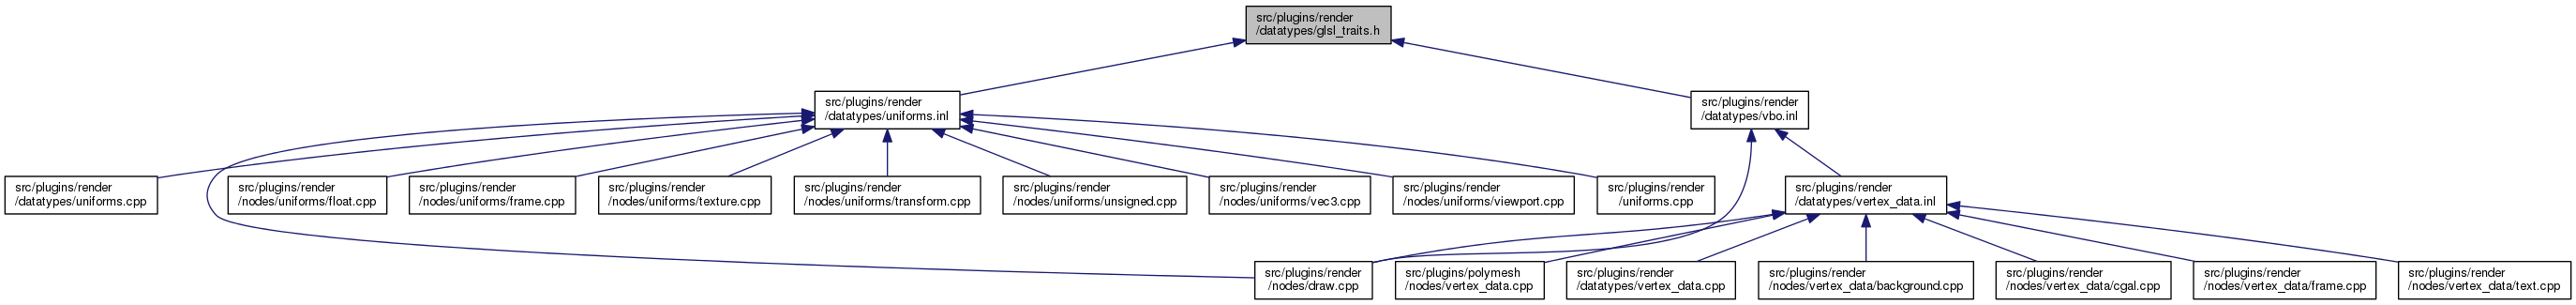 src/plugins/render
/datatypes/glsl_traits.h
src/plugins/render
/datatypes/uniforms.inl
src/plugins/render
/datatypes/vbo.inl
src/plugins/render
/datatypes/uniforms.cpp
src/plugins/render
/nodes/uniforms/float.cpp
src/plugins/render
/nodes/uniforms/frame.cpp
src/plugins/render
/nodes/uniforms/texture.cpp
src/plugins/render
/nodes/uniforms/transform.cpp
src/plugins/render
/nodes/uniforms/unsigned.cpp
src/plugins/render
/nodes/uniforms/vec3.cpp
src/plugins/render
/nodes/uniforms/viewport.cpp
src/plugins/render
/uniforms.cpp
src/plugins/render
/datatypes/vertex_data.inl
src/plugins/render
/nodes/draw.cpp
src/plugins/polymesh
/nodes/vertex_data.cpp
src/plugins/render
/datatypes/vertex_data.cpp
src/plugins/render
/nodes/vertex_data/background.cpp
src/plugins/render
/nodes/vertex_data/cgal.cpp
src/plugins/render
/nodes/vertex_data/frame.cpp
src/plugins/render
/nodes/vertex_data/text.cpp